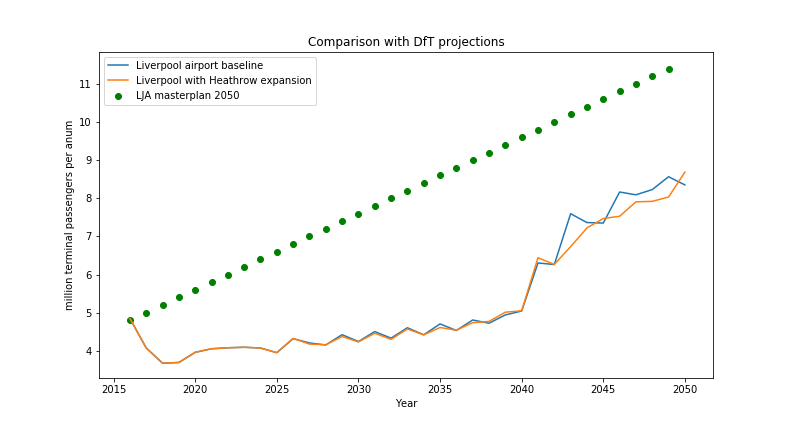 Comparison with DfT projections
Liverpool airport baseline
Liverpool with Heathrow expansion
LJA masterplan 2050
million terminal passengers per anum
11
10
9
8
7
6
5
4
2015 2020 2025 2030 2035 2040 2045 2050
Year